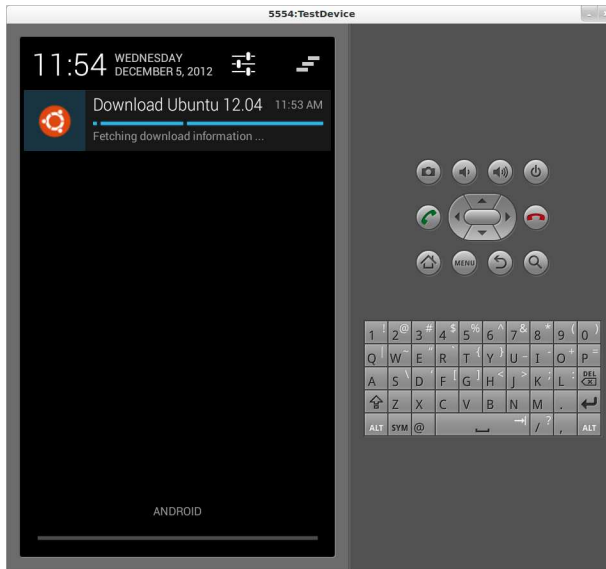 5554:TestDevice
11:54 WEDNESDAY
DECEMBER 5, 2012
Download Ubuntu 12.04 11:53 AM
Fetching download information ...
ANDROID
MENU
1 ! 2 @ 3 # 4 $ 5 % 6 ^ 7 & 8 * 9 ( 0 )
Q | W ~ E " R ` T { Y } U _ I - O + P =
A S \ D ' F [ G ] H < J > K ; L : DEL
Z X C V B N M .
ALT SYM @ / ? , ALT